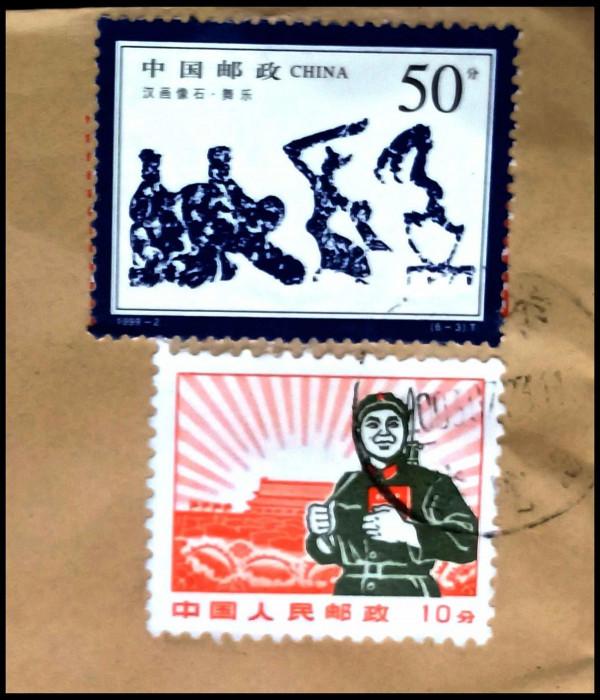 中国邮政 CHINA 50分
汉画像石·舞乐
1999-2 (6-3)T
中国人民邮政 10分